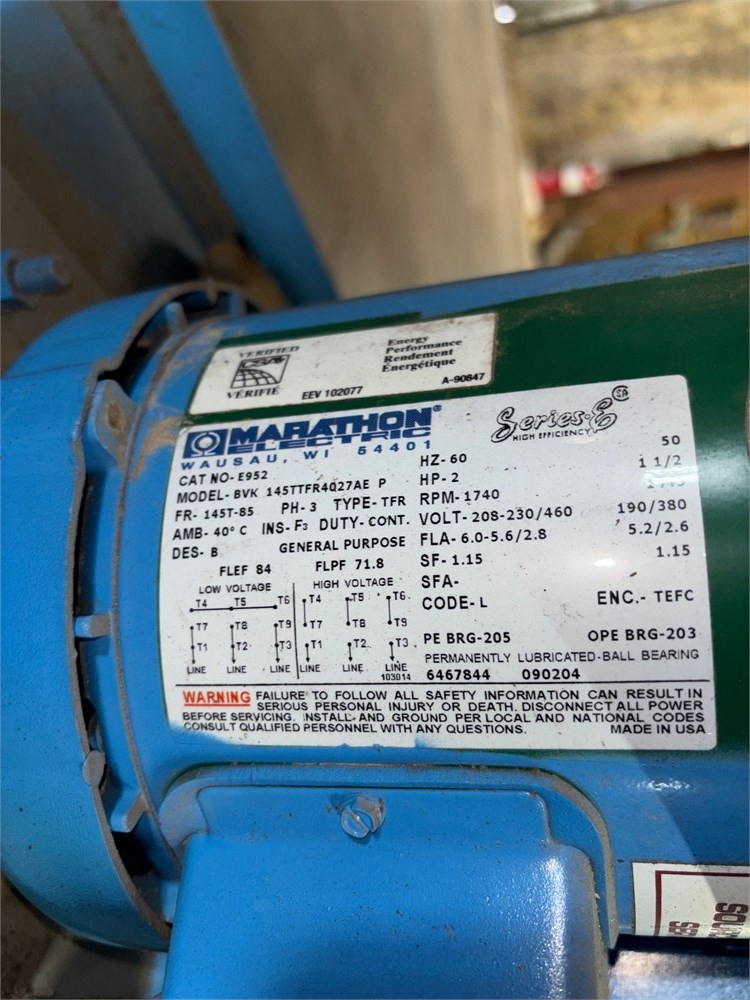 VERIFIED
VÉRIFIÉ
EEV 102077
Energy
Performance
Rendement
Énergétique
A-90847
MARATHON®
ELECTRIC
WAUSAU, WI 54401
Series-E
HIGH EFFICIENCY
SA
CAT NO- E952
MODEL- BVK 145TTFR4027AE P
FR- 145T-85 PH- 3 TYPE- TFR
AMB- 40° C INS- F3 DUTY- CONT.
DES- B GENERAL PURPOSE
FLEF 84 FLPF 71.8
HZ- 60 50
HP- 2 1 1/2
RPM- 1740
VOLT- 208-230/460 190/380
FLA- 6.0-5.6/2.8 5.2/2.6
SF- 1.15 1.15
SFA-
CODE- L ENC.- TEFC
LOW VOLTAGE HIGH VOLTAGE
T4 T5 T6 T4 T5 T6
T7 T8 T9 T7 T8 T9
T1 T2 T3 T1 T2 T3
LINE LINE LINE LINE LINE LINE
103014
PE BRG-205 OPE BRG-203
PERMANENTLY LUBRICATED-BALL BEARING
6467844 090204
WARNING FAILURE TO FOLLOW ALL SAFETY INFORMATION CAN RESULT IN
SERIOUS PERSONAL INJURY OR DEATH. DISCONNECT ALL POWER
BEFORE SERVICING. INSTALL AND GROUND PER LOCAL AND NATIONAL CODES
CONSULT QUALIFIED PERSONNEL WITH ANY QUESTIONS. MADE IN USA